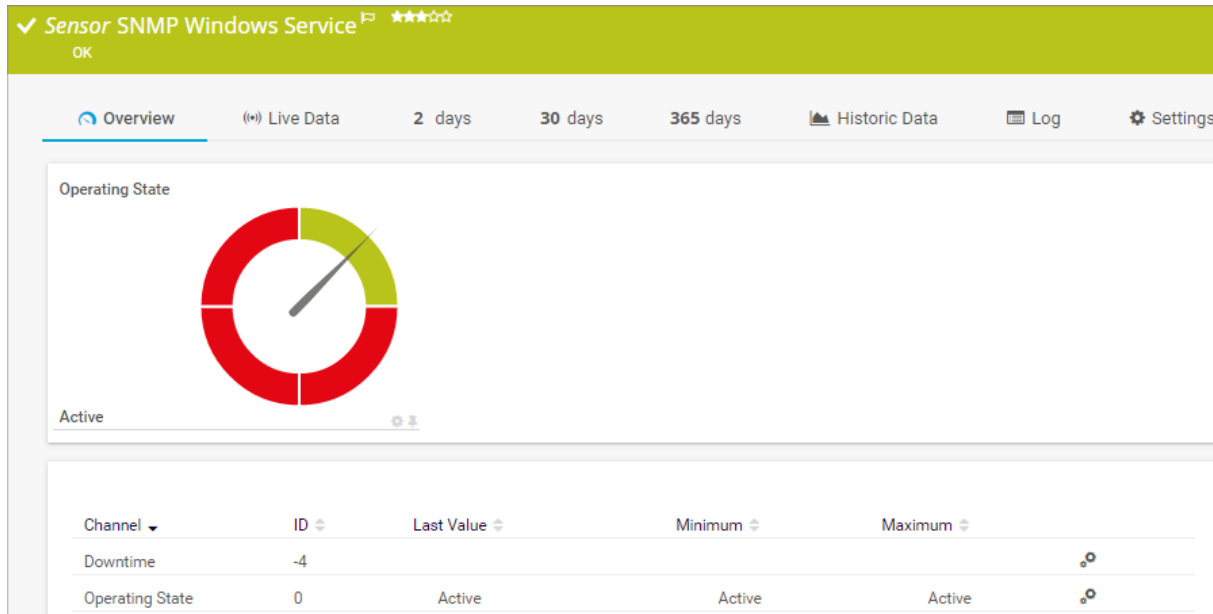 Sensor SNMP Windows Service
OK
Overview Live Data 2 days 30 days 365 days Historic Data Log Settings
Operating State
Active
Channel ID Last Value Minimum Maximum
Downtime -4
Operating State 0 Active Active Active